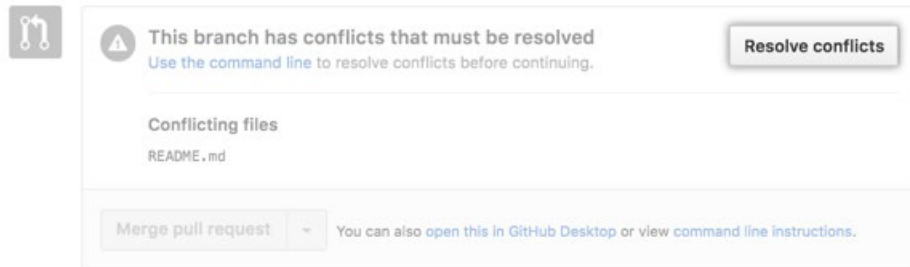 This branch has conflicts that must be resolved
Resolve conflicts
Use the command line to resolve conflicts before continuing.
Conflicting files
README.md
Merge pull request
You can also open this in GitHub Desktop or view command line instructions.